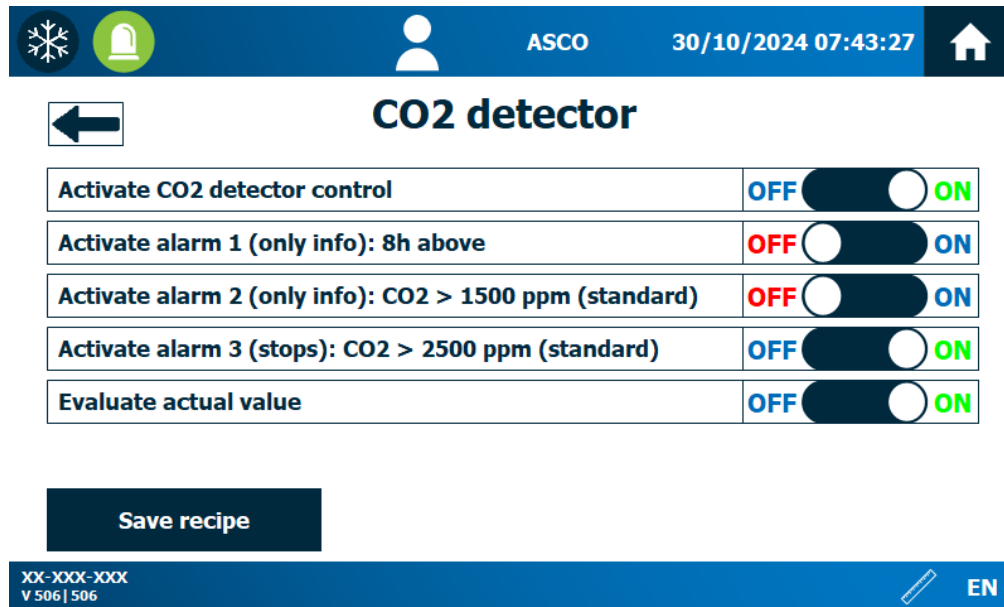 ASCO 30/10/2024 07:43:27
CO2 detector
Activate CO2 detector control OFF ON
Activate alarm 1 (only info): 8h above OFF ON
Activate alarm 2 (only info): CO2 > 1500 ppm (standard) OFF ON
Activate alarm 3 (stops): CO2 > 2500 ppm (standard) OFF ON
Evaluate actual value OFF ON
Save recipe
XX-XXX-XXX
V 506| 506
EN